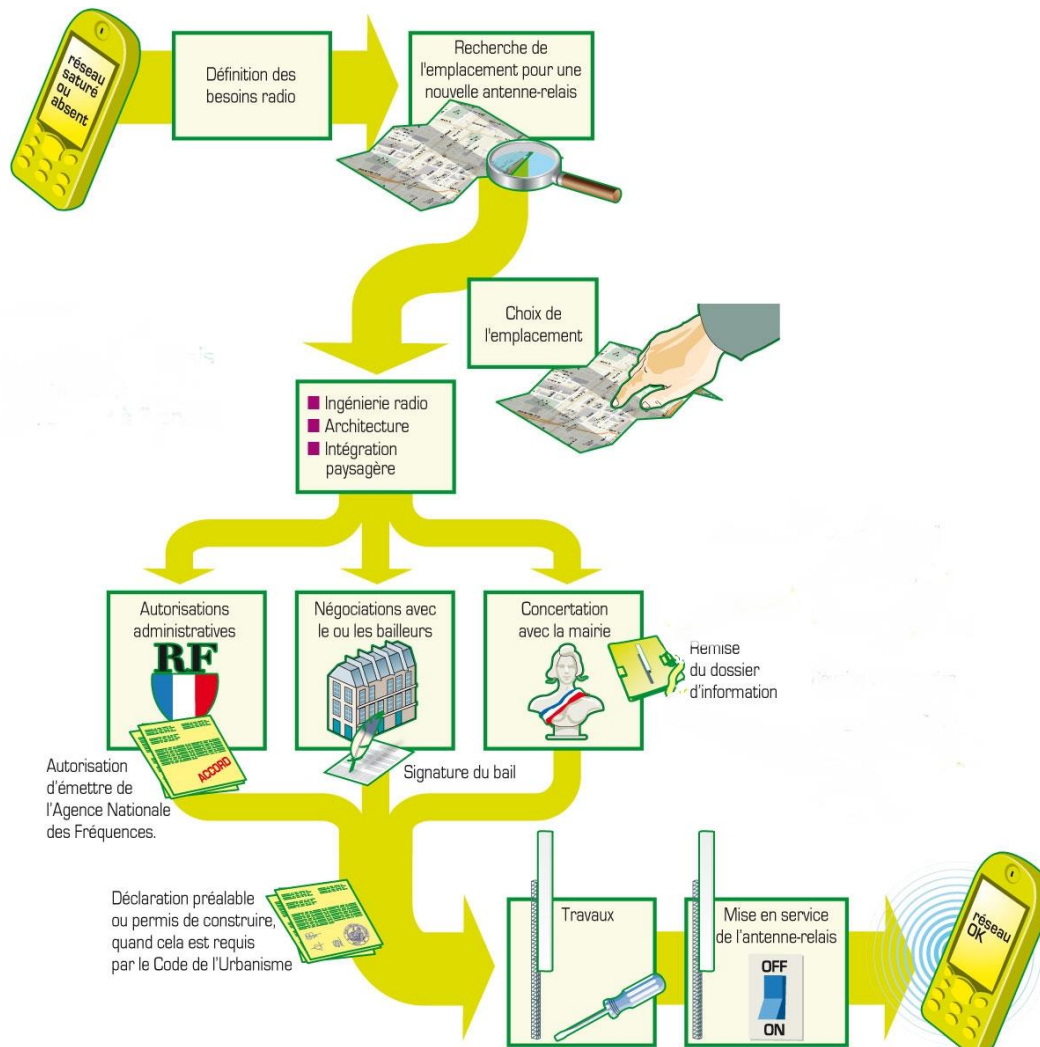 réseau
saturé
ou
absent
Définition des
besoins radio
Recherche de
l'emplacement pour une
nouvelle antenne-relais
Choix de
l'emplacement
Ingénierie radio
Architecture
Intégration
paysagère
Autorisations
administratives
RF
ACCORD
Autorisation
d'émettre de
l'Agence Nationale
des Fréquences.
Négociations avec
le ou les bailleurs
Signature du bail
Concertation
avec la mairie
Remise
du dossier
d'information
Déclaration préalable
ou permis de construire,
quand cela est requis
par le Code de l'Urbanisme
Travaux
Mise en service
de l'antenne-relais
OFF
ON
réseau
OK